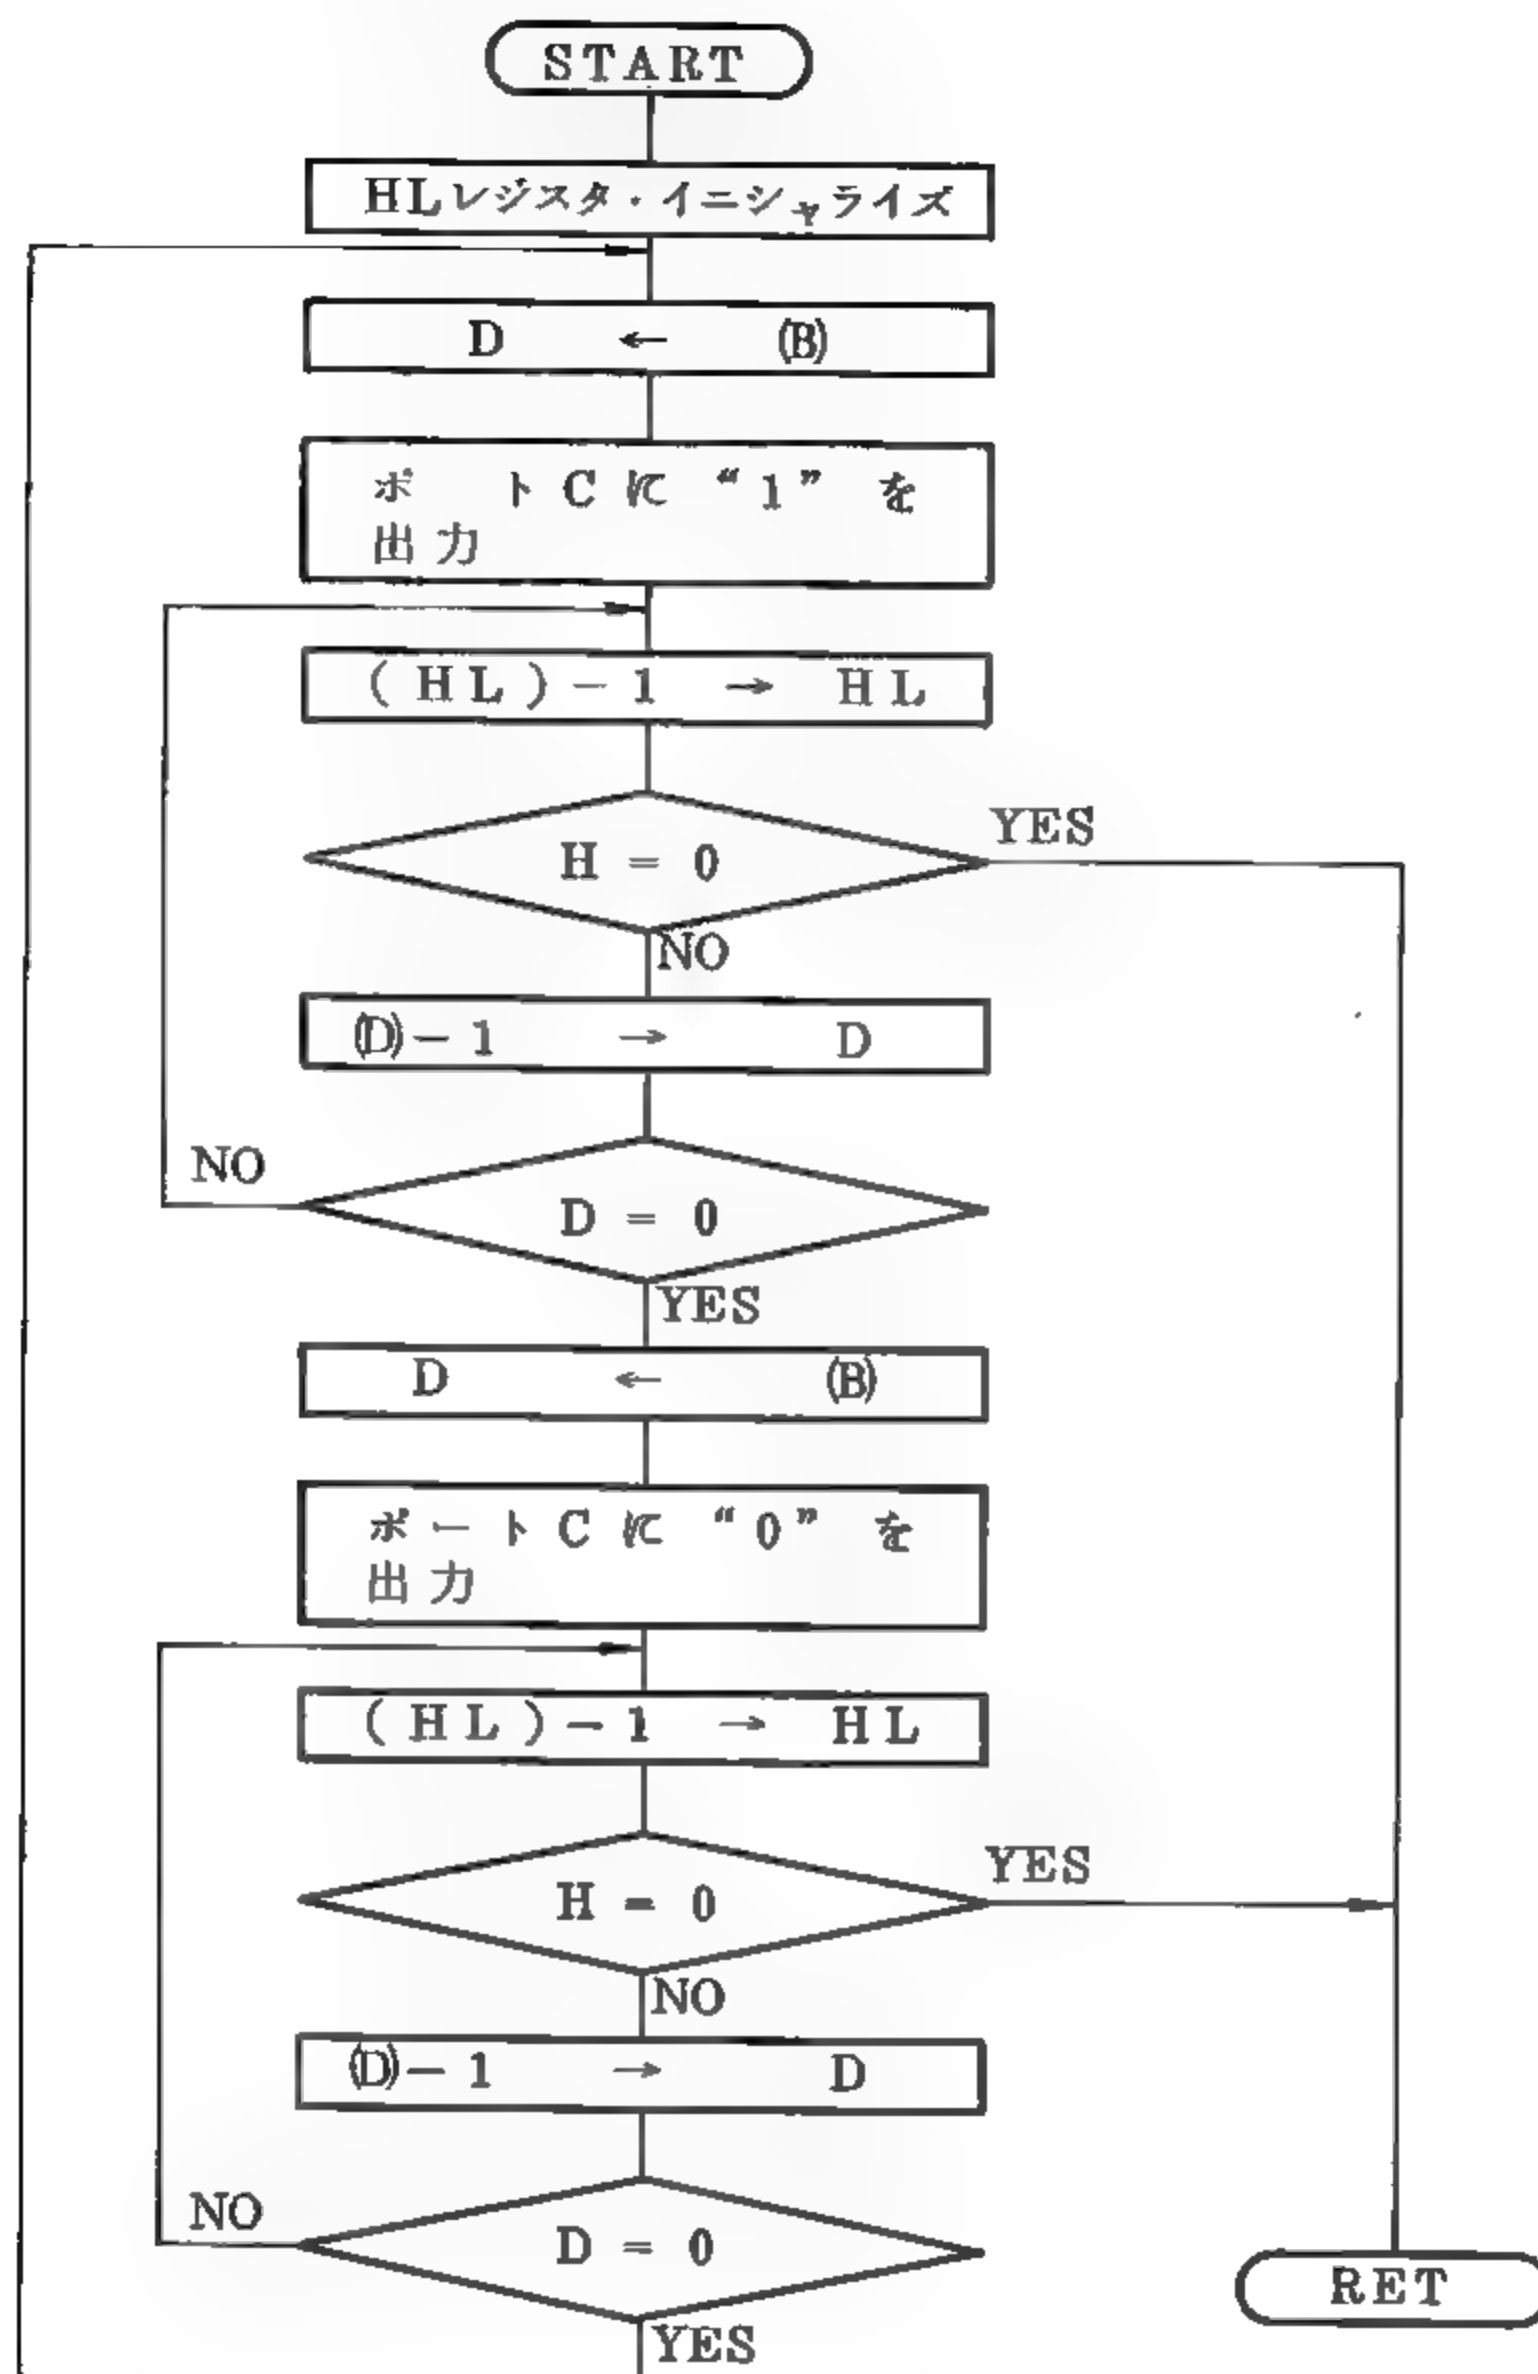 START
HLレジスタ・イニシャライズ
D ← (B)
ポ トCに“1”を
出力
(HL)-1 → HL
YES
H = 0
NO
(D)-1 → D
NO
D = 0
YES
D ← (B)
ポートCに“0”を
出力
(HL)-1 → HL
YES
H = 0
NO
(D)-1 → D
NO
D = 0
RET
YES